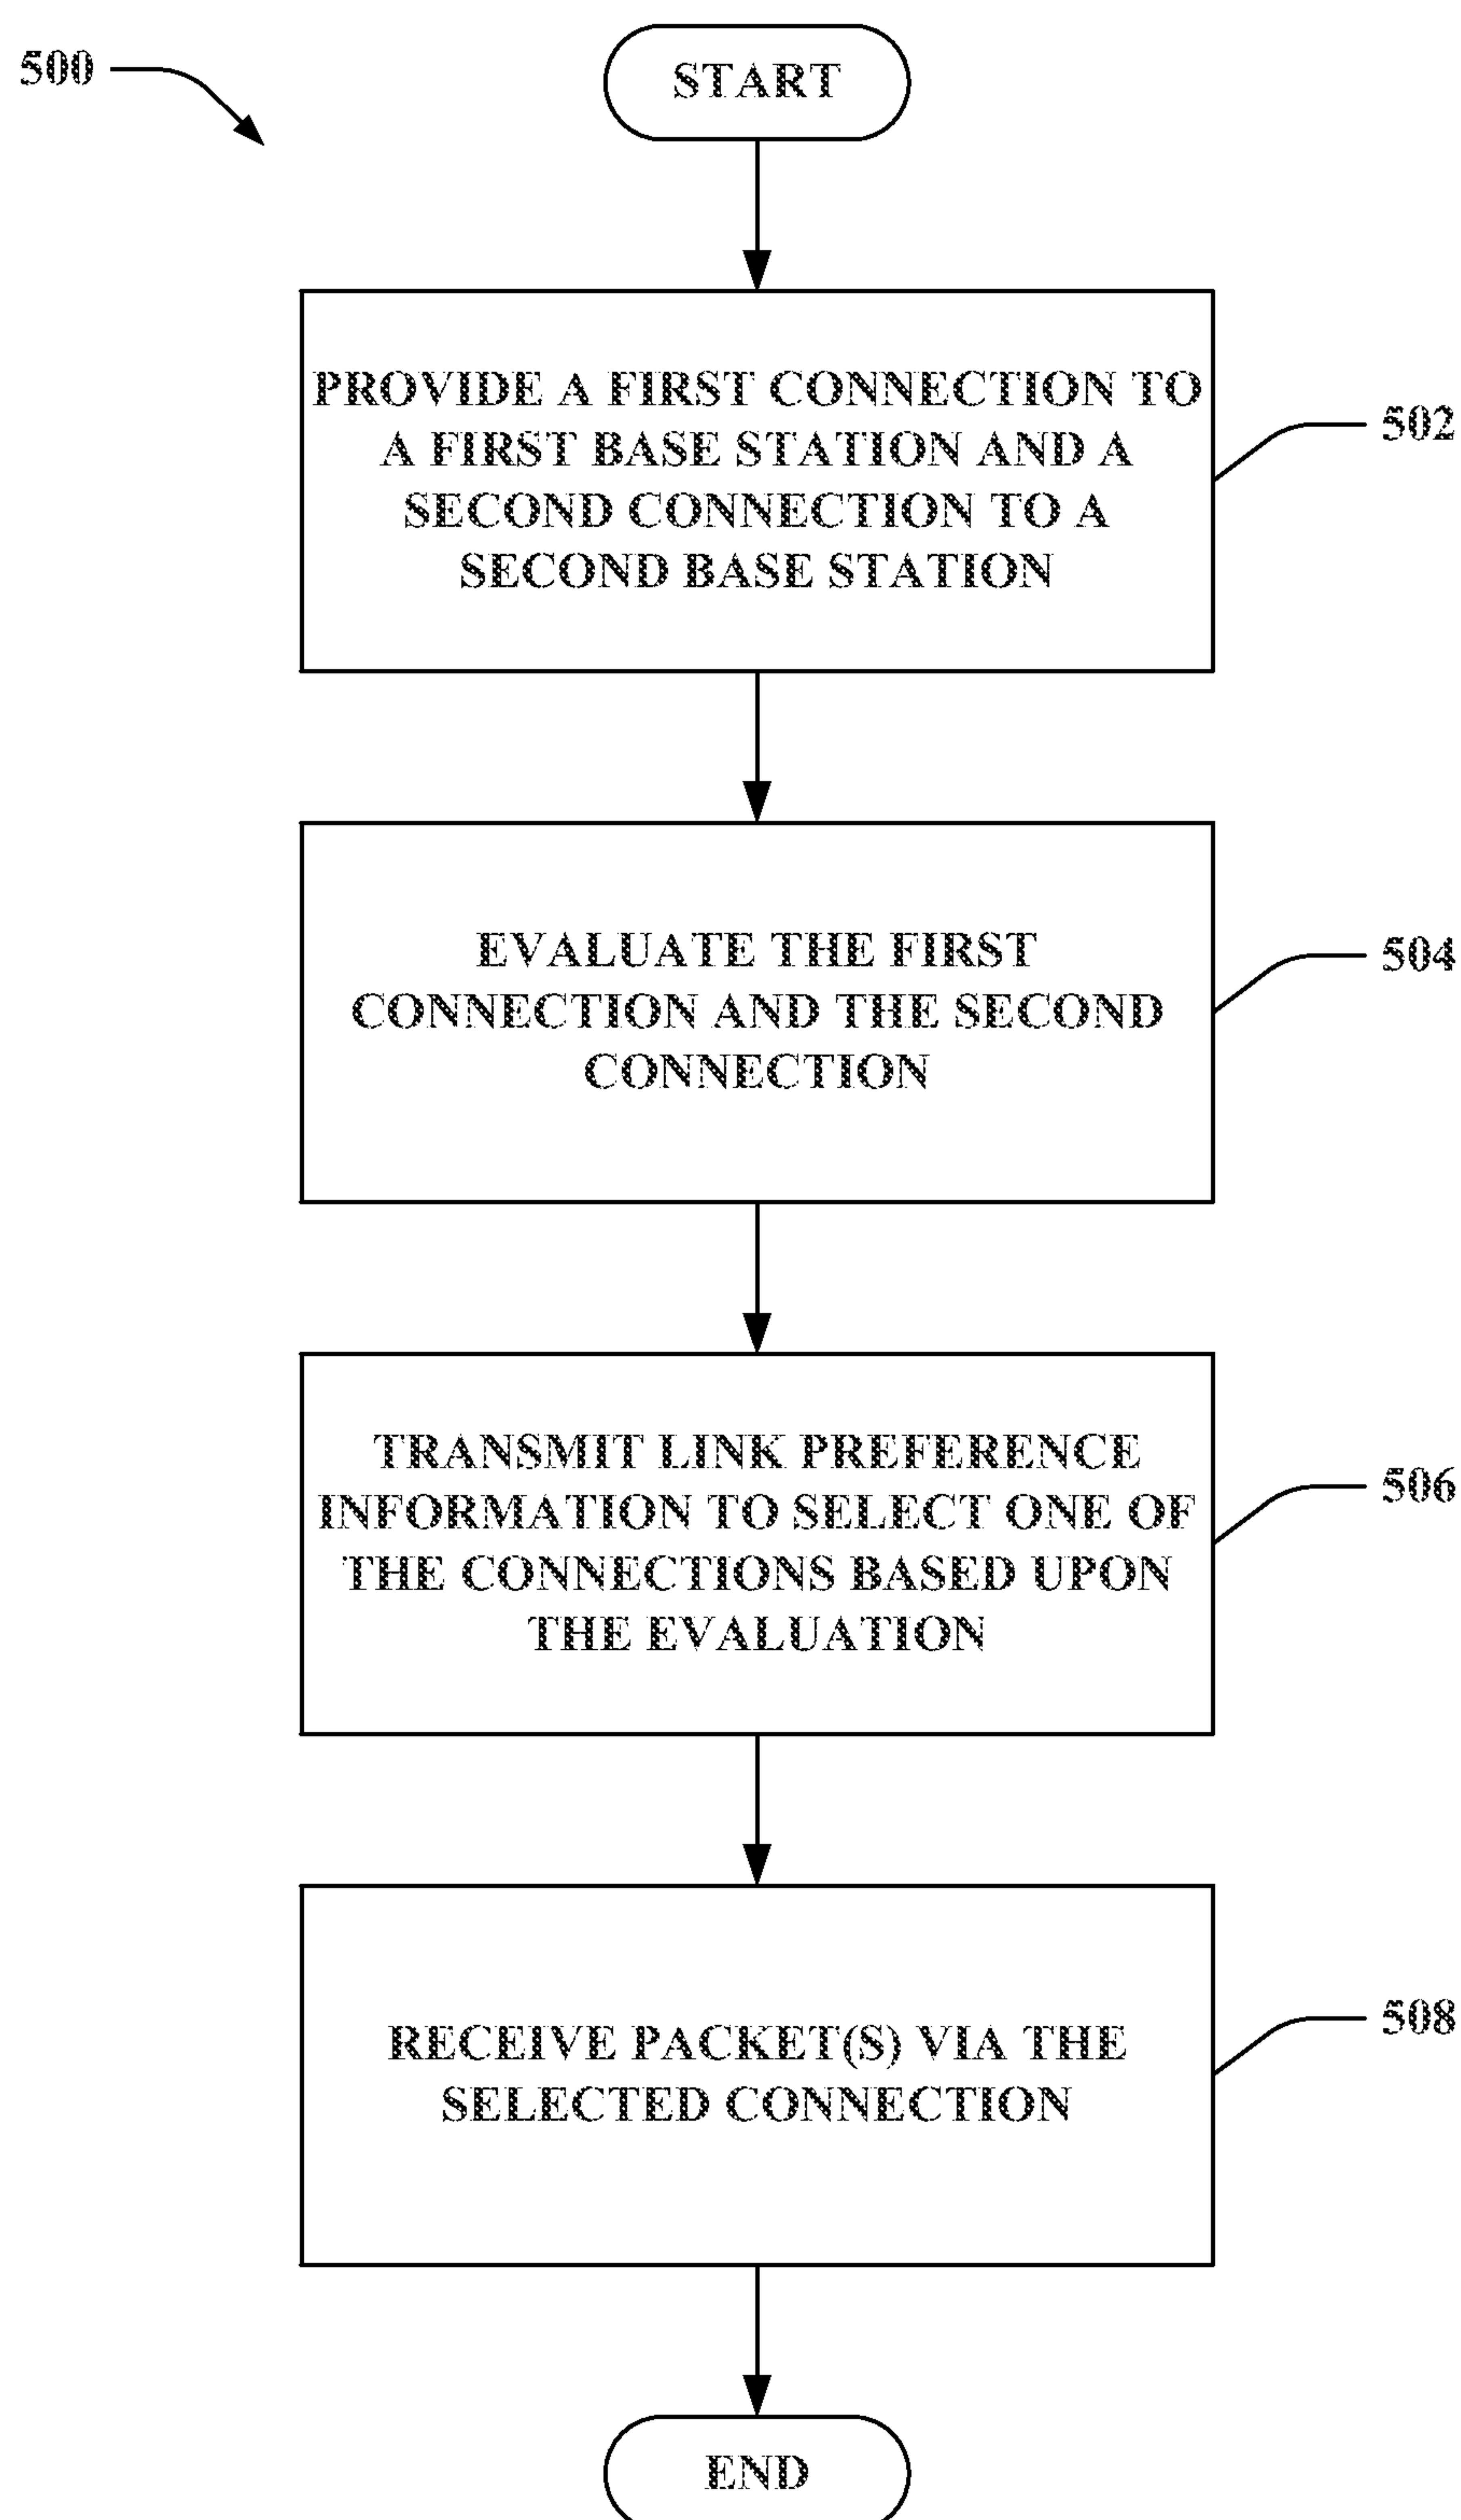 500
START
PROVIDE A FIRST CONNECTION TO
A FIRST BASE STATION AND A
SECOND CONNECTION TO A
SECOND BASE STATION
502
EVALUATE THE FIRST
CONNECTION AND THE SECOND
CONNECTION
504
TRANSMIT LINK PREFERENCE
INFORMATION TO SELECT ONE OF
THE CONNECTIONS BASED UPON
THE EVALUATION
506
RECEIVE PACKET(S) VIA THE
SELECTED CONNECTION
508
END